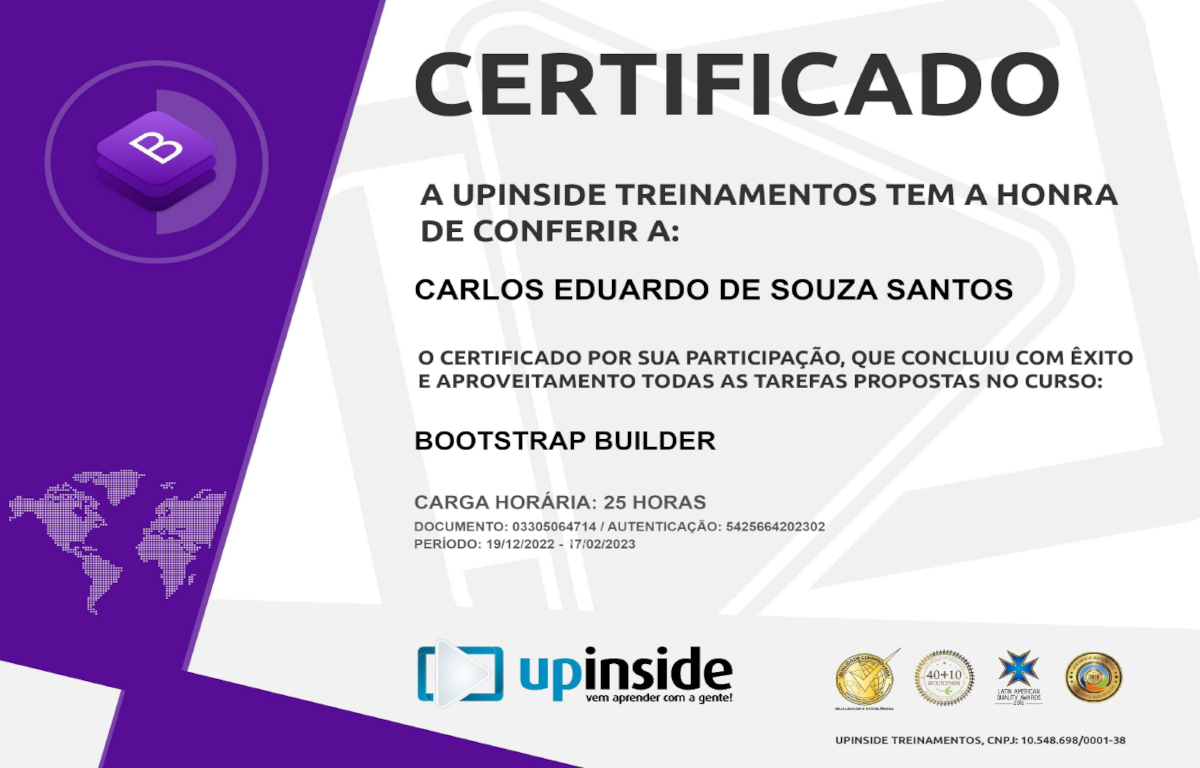 B
CERTIFICADO
A UPINSIDE TREINAMENTOS TEM A HONRA
DE CONFERIR A:
CARLOS EDUARDO DE SOUZA SANTOS
O CERTIFICADO POR SUA PARTICIPAÇÃO, QUE CONCLUIU COM ÊXITO
E APROVEITAMENTO TODAS AS TAREFAS PROPOSTAS NO CURSO:
BOOTSTRAP BUILDER
CARGA HORÁRIA: 25 HORAS
DOCUMENTO: 03305064714 / AUTENTICAÇÃO: 5425664202302
PERÍODO: 19/12/2022 - 17/02/2023
upinside
vem aprender com a gente!
40+10
acciones
LATIN AMERICAN
QUALITY AWARDS
UPINSIDE TREINAMENTOS, CNPJ: 10.548.698/0001-38